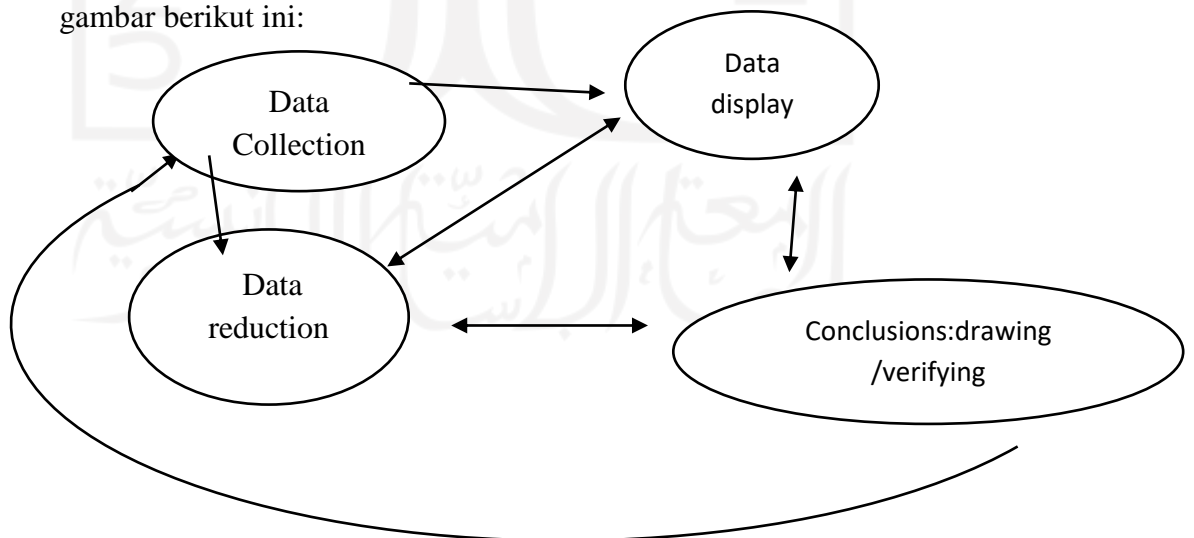 gambar berikut ini:
Data
Collection
Data
display
Data
reduction
Conclusions:drawing
/verifying